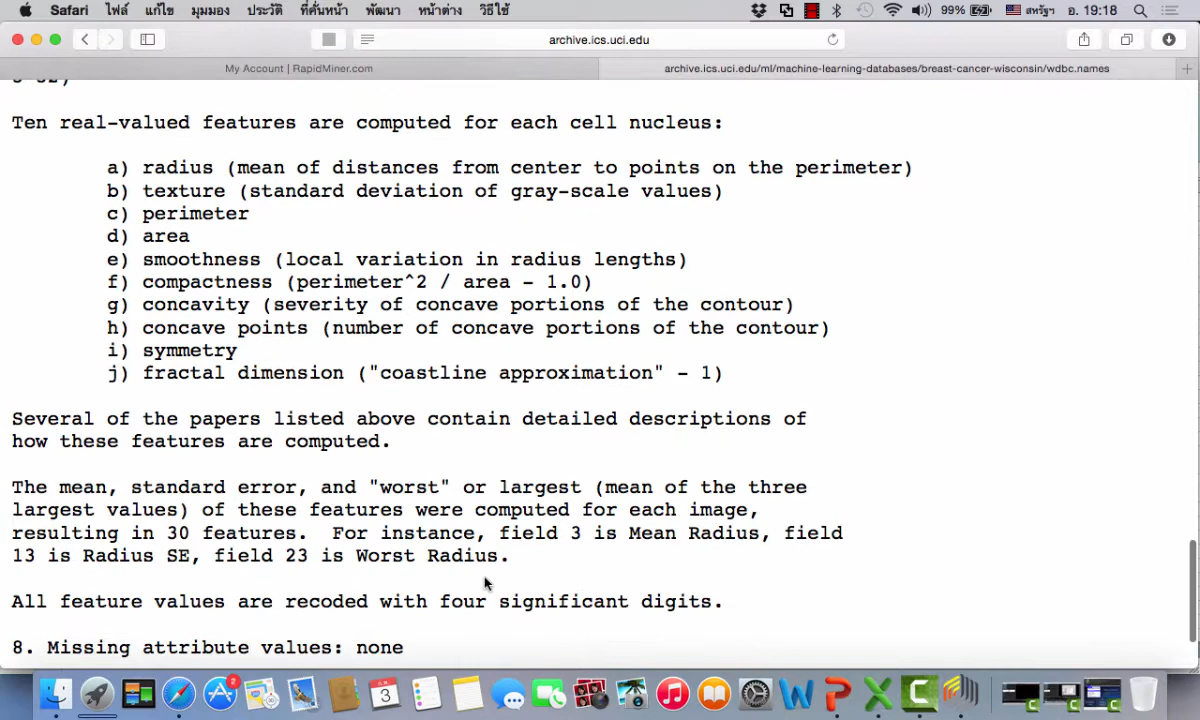 Safari ไฟล์ แก้ไข มุมมอง ประวัติ ที่คั่นหน้า พัฒนา หน้าต่าง วิธีใช้ 99% สหรัฐฯ อ. 19:18
archive.ics.uci.edu
My Account | RapidMiner.com archive.ics.uci.edu/ml/machine-learning-databases/breast-cancer-wisconsin/wdbc.names
Ten real-valued features are computed for each cell nucleus:
a) radius (mean of distances from center to points on the perimeter)
b) texture (standard deviation of gray-scale values)
c) perimeter
d) area
e) smoothness (local variation in radius lengths)
f) compactness (perimeter^2 / area - 1.0)
g) concavity (severity of concave portions of the contour)
h) concave points (number of concave portions of the contour)
i) symmetry
j) fractal dimension ("coastline approximation" - 1)
Several of the papers listed above contain detailed descriptions of
how these features are computed.
The mean, standard error, and "worst" or largest (mean of the three
largest values) of these features were computed for each image,
resulting in 30 features.  For instance, field 3 is Mean Radius, field
13 is Radius SE, field 23 is Worst Radius.
All feature values are recoded with four significant digits.
8. Missing attribute values: none
2
3